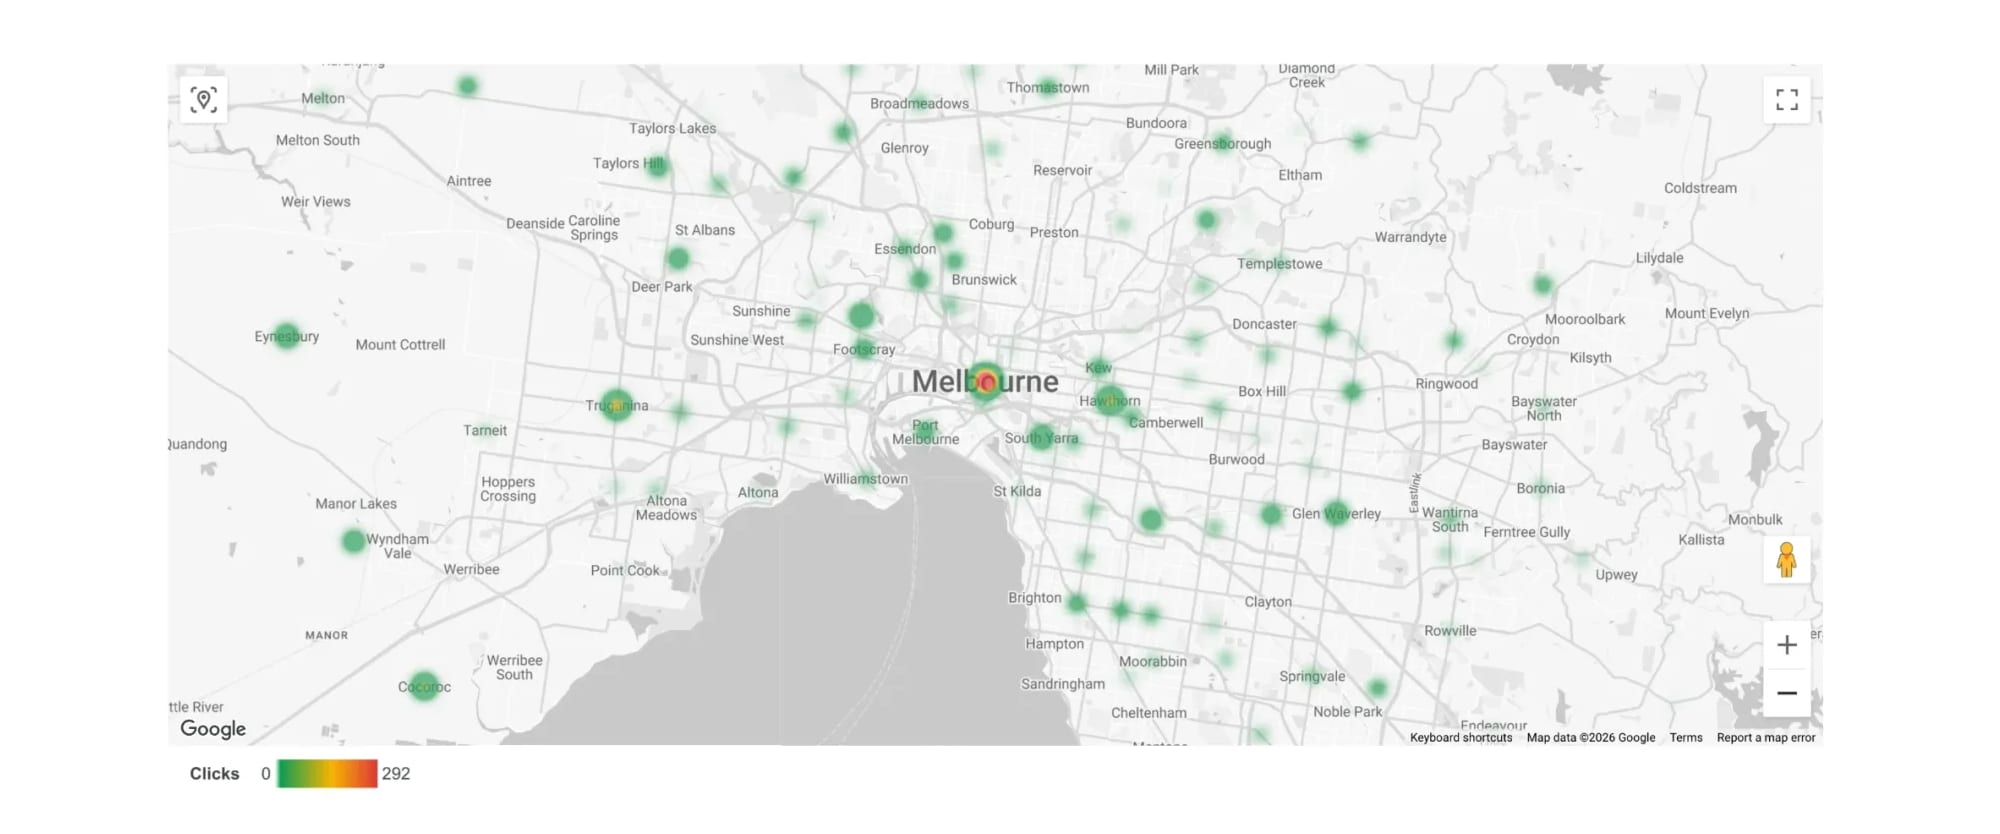 Mill Park
Diamond
Creek
Melton
Thomastown
Broadmeadows
Bundoora
Taylors Lakes
Melton South
Greensborough
Glenroy
Taylors Hill
Reservoir
Eltham
Aintree
Coldstream
Weir Views
Deanside
Caroline
Springs
St Albans
Coburg
Preston
Warrandyte
Essendon
Lilydale
Templestowe
Brunswick
Deer Park
Sunshine
Mount Evelyn
Mooroolbark
Doncaster
Eynesbury
Mount Cottrell
Sunshine West
Footscray
Croydon
Kilsyth
Kew
Melbourne
Ringwood
Box Hill
Truganina
Hawthorn
Bayswater
North
Camberwell
Tarneit
Port
Melbourne
South Yarra
Quandong
Bayswater
Burwood
Williamstown
Hoppers
Crossing
Altona
St Kilda
Eastlink
Boronia
Manor Lakes
Altona
Meadows
Glen Waverley
Wantirna
South
Monbulk
Ferntree Gully
Kallista
Wyndham
Vale
Werribee
Point Cook
Upwey
Brighton
Clayton
MANOR
Rowville
Hampton
Werribee
South
Moorabbin
Springvale
Cocoroc
Sandringham
ttle River
Cheltenham
Noble Park
Endeavour
Google
Keyboard shortcuts Map data ©2026 Google Terms Report a map error
Clicks 0 292